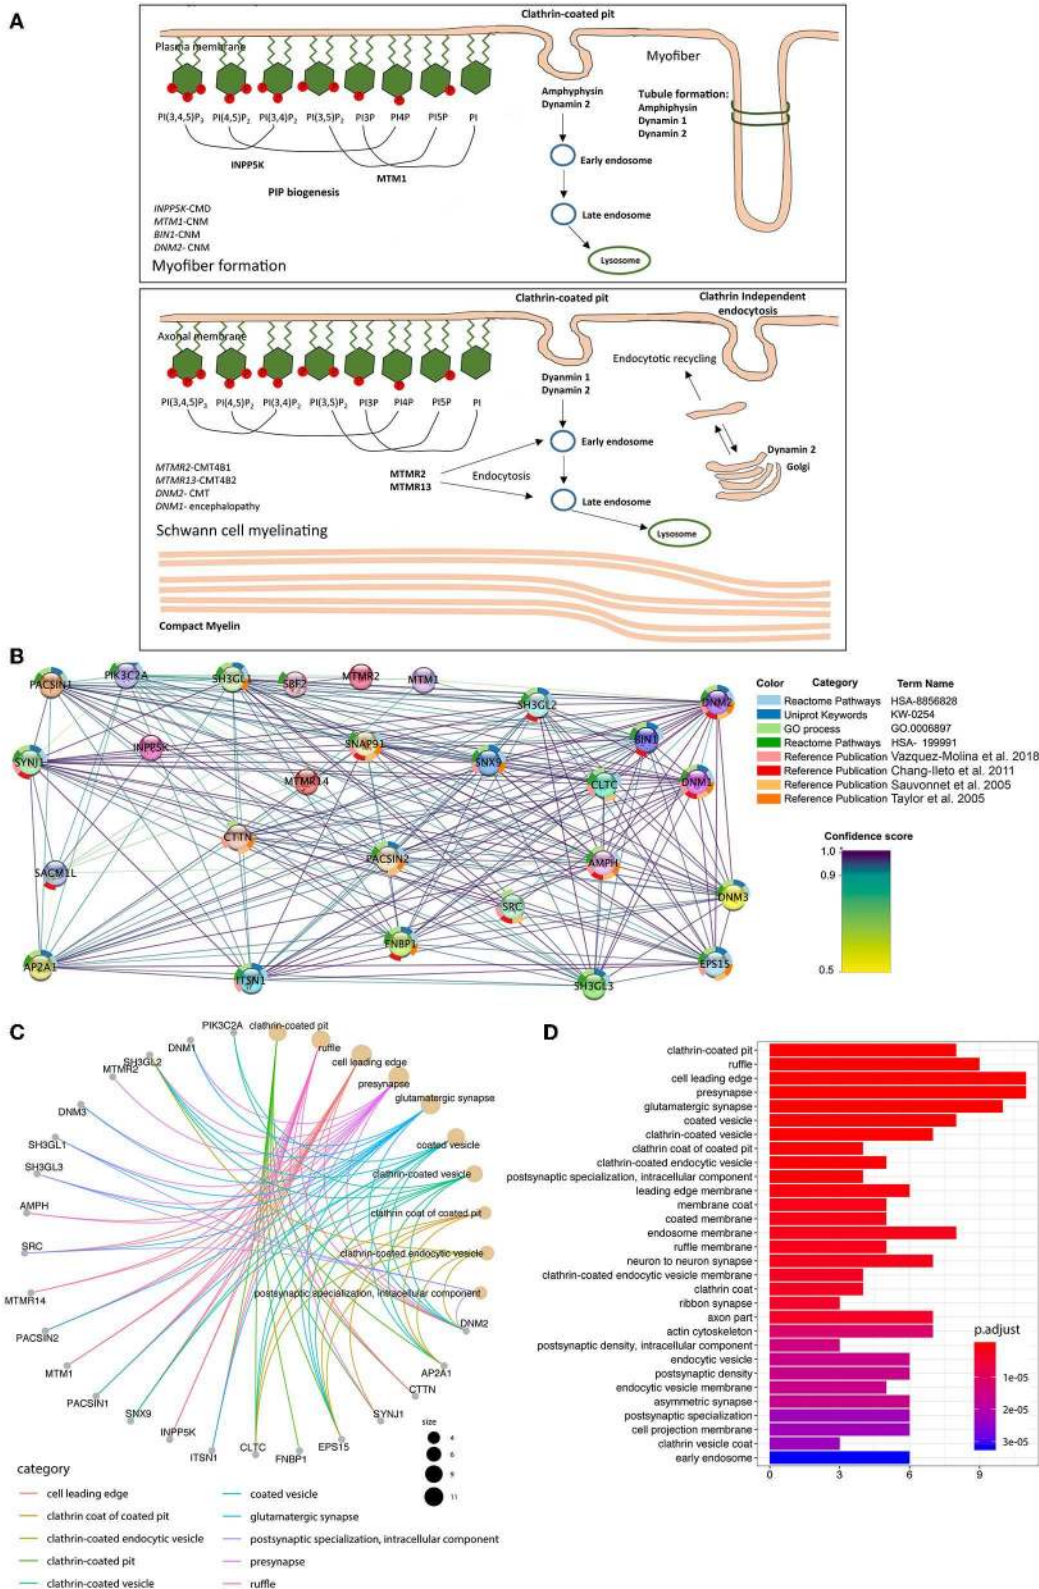 A
Clathrin-coated pit
Plasma membrane
Myofiber
Amphyphysin
Dynamin 2
Tubule formation:
Amphiphysin
Dynamin 1
Dynamin 2
PI(3,4,5)P3 PI(4,5)P2 PI(3,4)P2 PI(3,5)P2 PI3P PI4P PI5P PI
INPP5K
MTM1
PIP biogenesis
Early endosome
Late endosome
Lysosome
INPP5K-CMD
MTM1-CNM
BIN1-CNM
DNM2- CNM
Myofiber formation
Clathrin-coated pit
Clathrin Independent
endocytosis
Axonal membrane
Endocytotic recycling
Dyanmin 1
Dynamin 2
PI(3,4,5)P3 PI(4,5)P2 PI(3,4)P2 PI(3,5)P2 PI3P PI4P PI5P PI
Early endosome
Dynamin 2
Golgi
MTMR2
MTMR13
Endocytosis
Late endosome
Lysosome
MTMR2-CMT4B1
MTMR13-CMT4B2
DNM2- CMT
DNM1- encephalopathy
Schwann cell myelinating
Compact Myelin
B
PACSIN1
PIK3C2A
SH3GL1
SBF2
MTMR2
MTM1
SH3GL2
DNM2
SYNJ1
INPP5K
SNAP91
SNX9
BIN1
MTMR14
CLTC
DNM1
CTTN
SACM1L
PACSIN2
AMPH
SRC
DNM3
AP2A1
ITSN1
FNBP1
SH3GL3
EPS15
Color Category Term Name
Reactome Pathways HSA-8856828
Uniprot Keywords KW-0254
GO process GO.0006897
Reactome Pathways HSA- 199991
Reference Publication Vazquez-Molina et al. 2018
Reference Publication Chang-Ileto et al. 2011
Reference Publication Sauvonnet et al. 2005
Reference Publication Taylor et al. 2005
Confidence score
1.0
0.9
0.5
C
PIK3C2A
DNM1
SH3GL2
MTMR2
DNM3
SH3GL1
SH3GL3
AMPH
SRC
MTMR14
PACSIN2
MTM1
PACSIN1
SNX9
INPP5K
ITSN1
CLTC
FNBP1
EPS15
SYNJ1
CTTN
AP2A1
DNM2
clathrin-coated pit
ruffle
cell leading edge
presynapse
glutamatergic synapse
coated vesicle
clathrin-coated vesicle
clathrin coat of coated pit
clathrin-coated endocytic vesicle
postsynaptic specialization, intracellular component
size
4
6
9
11
category
cell leading edge
clathrin coat of coated pit
clathrin-coated endocytic vesicle
clathrin-coated pit
clathrin-coated vesicle
coated vesicle
glutamatergic synapse
postsynaptic specialization, intracellular component
presynapse
ruffle
D
clathrin-coated pit
ruffle
cell leading edge
presynapse
glutamatergic synapse
coated vesicle
clathrin-coated vesicle
clathrin coat of coated pit
clathrin-coated endocytic vesicle
postsynaptic specialization, intracellular component
leading edge membrane
membrane coat
coated membrane
endosome membrane
ruffle membrane
neuron to neuron synapse
clathrin-coated endocytic vesicle membrane
clathrin coat
ribbon synapse
axon part
actin cytoskeleton
postsynaptic density, intracellular component
endocytic vesicle
postsynaptic density
endocytic vesicle membrane
asymmetric synapse
postsynaptic specialization
cell projection membrane
clathrin vesicle coat
early endosome
0 3 6 9
p.adjust
1e-05
2e-05
3e-05